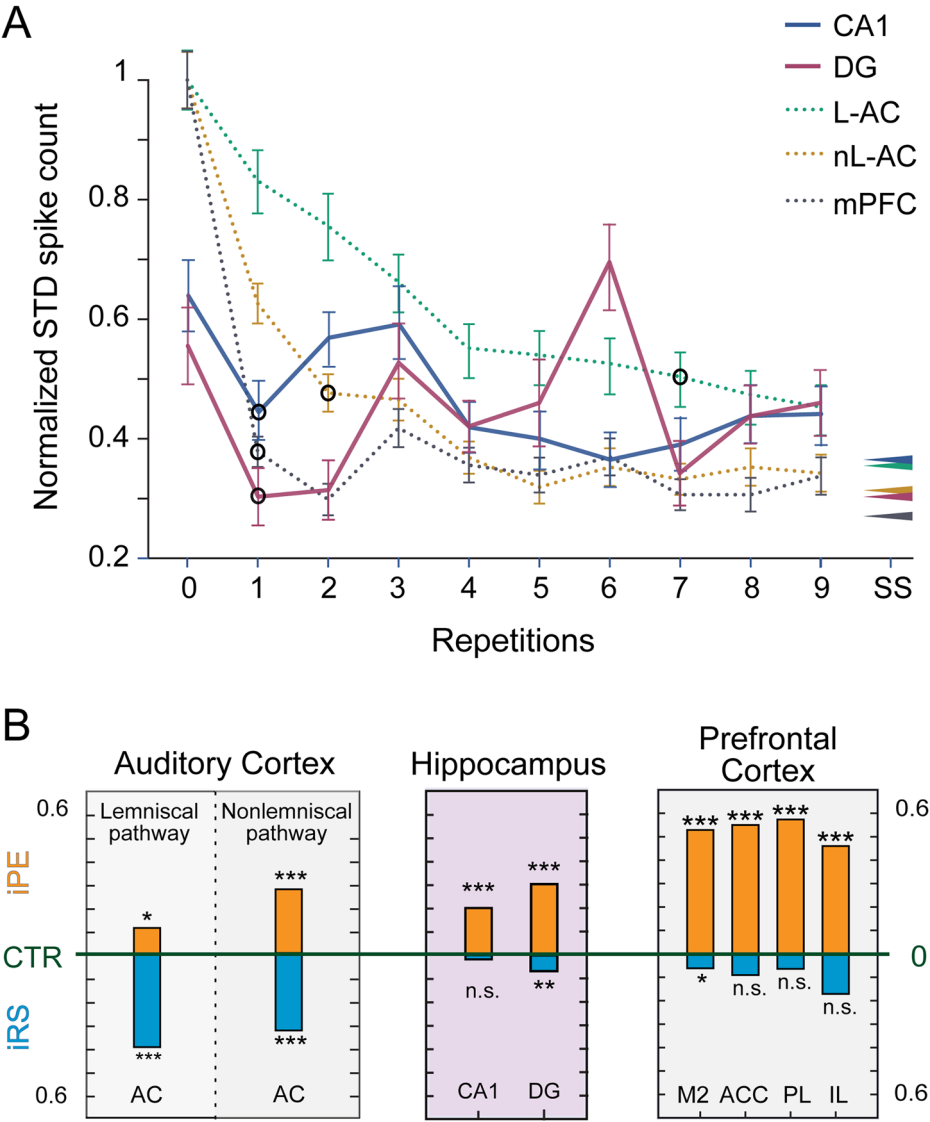 A
CA1
DG
L-AC
nL-AC
mPFC
Normalized STD spike count
1
0.8
0.6
0.4
0.2
0 1 2 3 4 5 6 7 8 9 SS
Repetitions
B
Auditory Cortex
Hippocampus
Prefrontal
Cortex
0.6
Lemniscal
pathway
Nonlemniscal
pathway
0.6
iPE
CTR
iRS
0
* ***
*** ***
*** ***
n.s. **
*** *** *** ***
* n.s. n.s. n.s.
0.6
AC AC
CA1 DG
M2 ACC PL IL
0.6